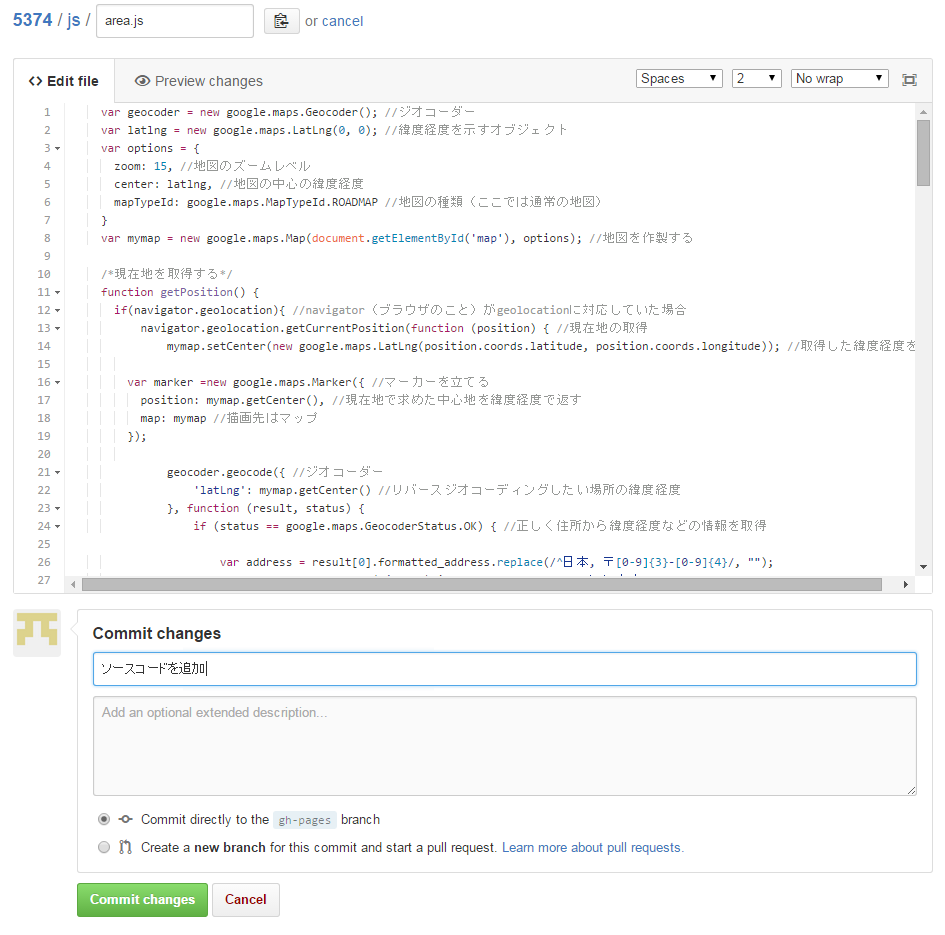 5374 / js / area.js or cancel
Edit file Preview changes Spaces 2 No wrap
1 var geocoder = new google.maps.Geocoder(); //ジオコーダー
2 var latlng = new google.maps.LatLng(0, 0); //緯度経度を示すオブジェクト
3 var options = {
4 zoom: 15, //地図のズームレベル
5 center: latlng, //地図の中心の緯度経度
6 mapTypeId: google.maps.MapTypeId.ROADMAP //地図の種類（ここでは通常の地図）
7 }
8 var mymap = new google.maps.Map(document.getElementById('map'), options); //地図を作製する
9
10 /*現在地を取得する*/
11 function getPosition() {
12 if(navigator.geolocation){ //navigator（ブラウザのこと）がgeolocationに対応していた場合
13 navigator.geolocation.getCurrentPosition(function (position) { //現在地の取得
14 mymap.setCenter(new google.maps.LatLng(position.coords.latitude, position.coords.longitude)); //取得した緯度経度を
15
16 var marker =new google.maps.Marker({ //マーカーを立てる
17 position: mymap.getCenter(), //現在地で求めた中心地を緯度経度で返す
18 map: mymap //描画先はマップ
19 });
20
21 geocoder.geocode({ //ジオコーダー
22 'latLng': mymap.getCenter() //リバースジオコーディングしたい場所の緯度経度
23 }, function (result, status) {
24 if (status == google.maps.GeocoderStatus.OK) { //正しく住所から緯度経度などの情報を取得
25
26 var address = result[0].formatted_address.replace(/^日本, 〒[0-9]{3}-[0-9]{4}/, "");
27
Commit changes
ソースコードを追加
Add an optional extended description...
Commit directly to the gh-pages branch
Create a new branch for this commit and start a pull request. Learn more about pull requests.
Commit changes Cancel